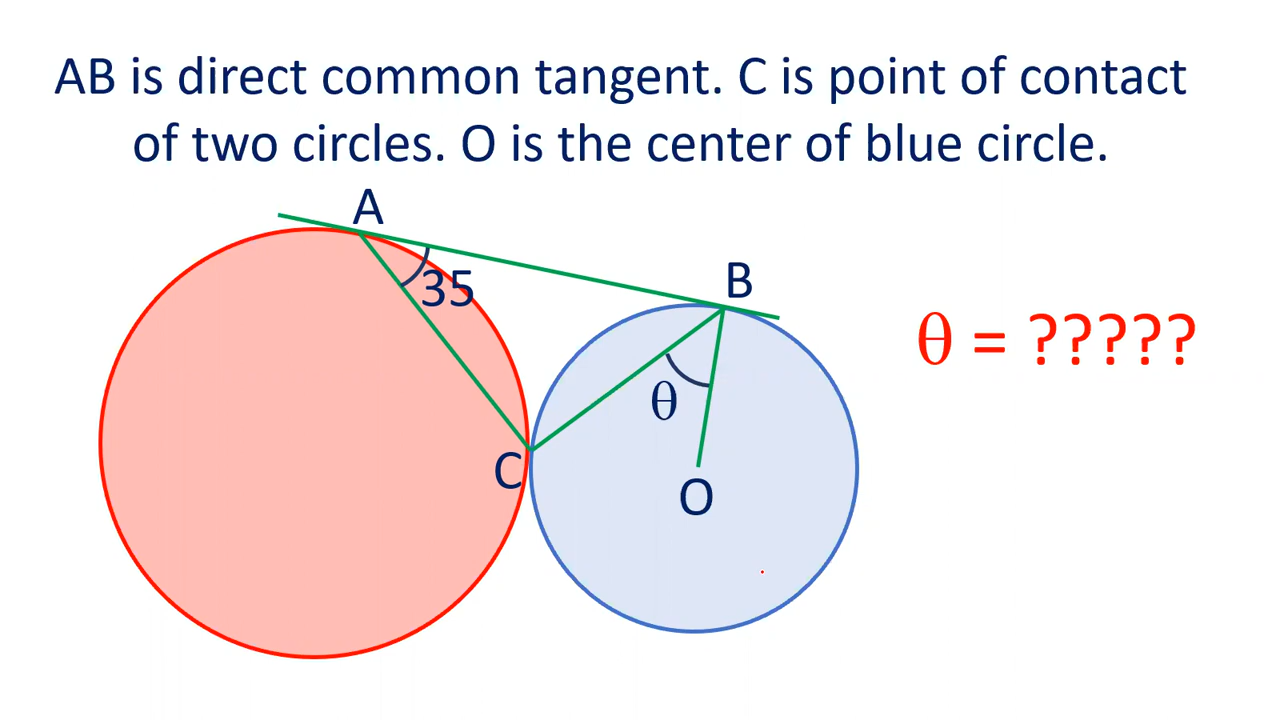 AB is direct common tangent. C is point of contact
of two circles. O is the center of blue circle.
A
35
B
θ = ?????
θ
C
O